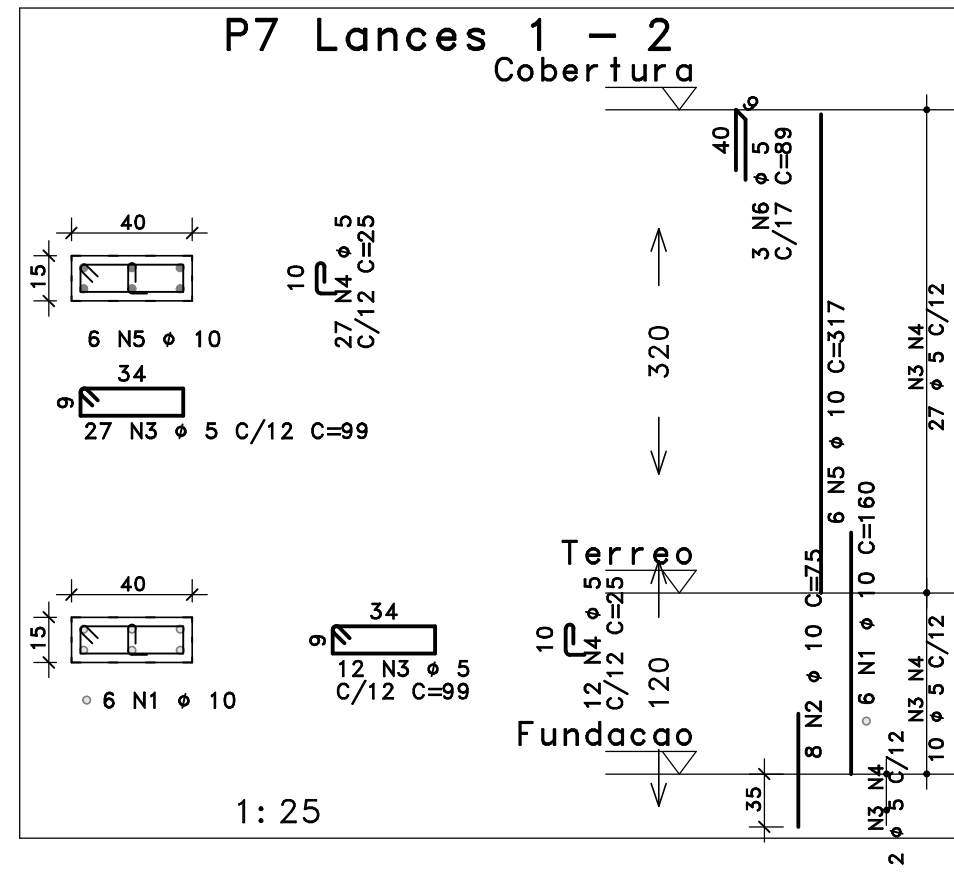 P7 Lances 1 - 2
Cobertura
40
9
3 N6 ϕ 5
C/17 C=89
40
15
6 N5 ϕ 10
10
27 N4 ϕ 5
C/12 C=25
34
9
27 N3 ϕ 5 C/12 C=99
320
6 N5 ϕ 10 C=317
N3 N4
27 ϕ 5 C/12
Terreo
40
15
6 N1 ϕ 10
34
9
12 N3 ϕ 5
C/12 C=99
10
12 N4 ϕ 5
C/12 C=25
120
8 N2 ϕ 10 C=75
6 N1 ϕ 10 C=160
N3 N4
10 ϕ 5 C/12
Fundacao
35
N3 N4
2 ϕ 5 C/12
1:25